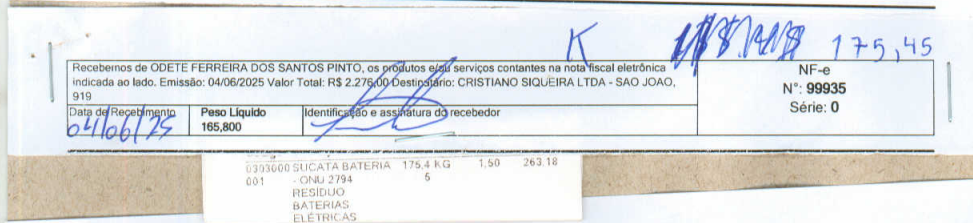 K 175,45
Recebemos de ODETE FERREIRA DOS SANTOS PINTO, os produtos e/ou serviços contantes na nota fiscal eletrônica
indicada ao lado. Emissão: 04/06/2025 Valor Total: R$ 2.276,00 Destinatário: CRISTIANO SIQUEIRA LTDA - SAO JOAO,
919
NF-e
N°: 99935
Série: 0
Data de Recebimento Peso Líquido Identificação e assinatura do recebedor
04/06/25 165,800
0303000 SUCATA BATERIA 175,4 KG 1,50 263,18
001 - ONU 2794 5
RESÍDUO
BATERIAS
ELÉTRICAS